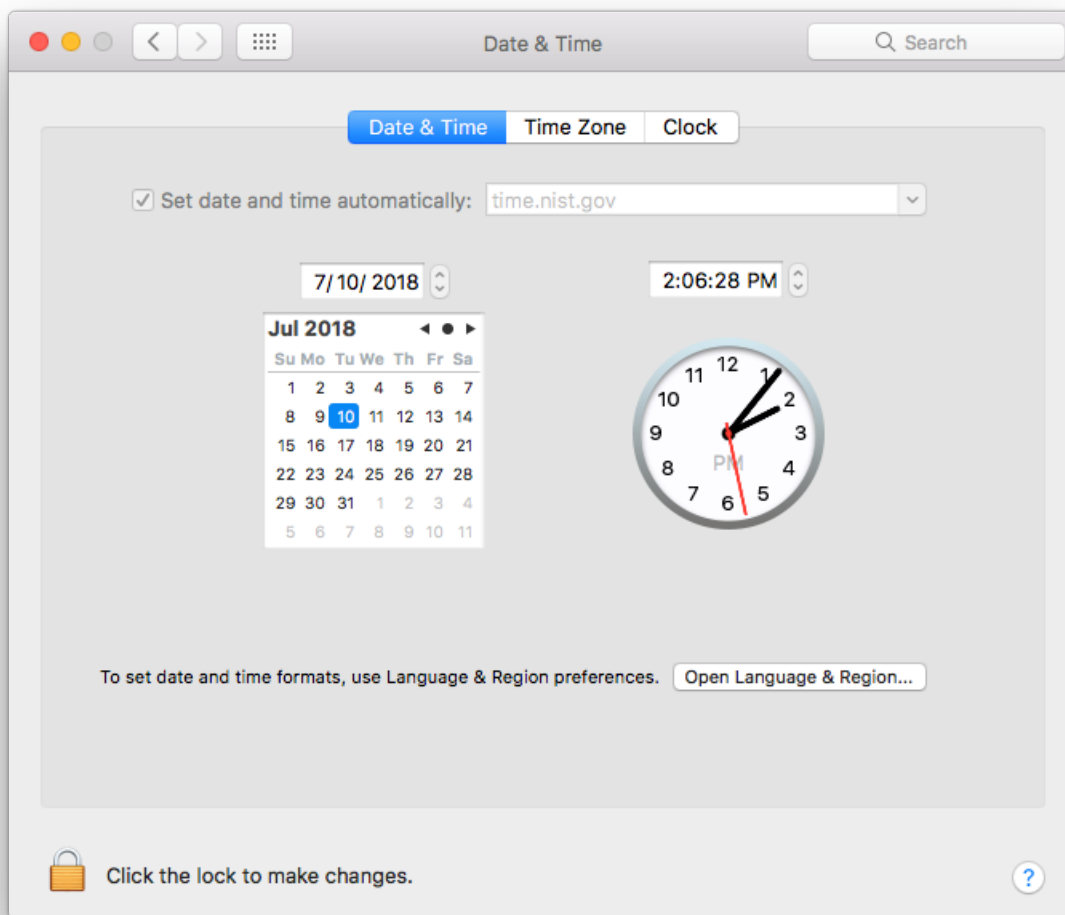 Date & Time
Search
Date & Time Time Zone Clock
Set date and time automatically: time.nist.gov
7/10/2018
2:06:28 PM
Jul 2018
Su Mo Tu We Th Fr Sa
1 2 3 4 5 6 7
8 9 10 11 12 13 14
15 16 17 18 19 20 21
22 23 24 25 26 27 28
29 30 31 1 2 3 4
5 6 7 8 9 10 11
12
11 1
10 2
9 3
PM
8 4
7 5
6
To set date and time formats, use Language & Region preferences. Open Language & Region...
Click the lock to make changes.
?